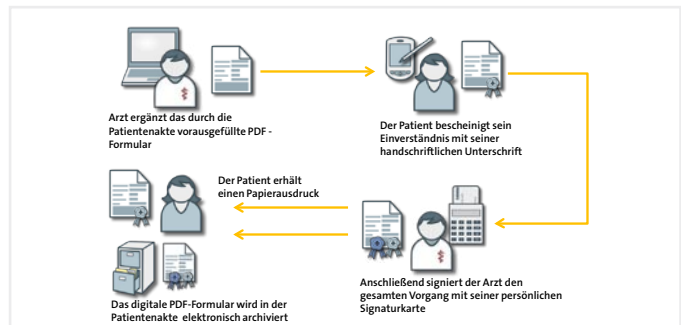 Arzt ergänzt das durch die
Patientenakte vorausgefüllte PDF -
Formular
Der Patient bescheinigt sein
Einverständnis mit seiner
handschriftlichen Unterschrift
Der Patient erhält
einen Papierausdruck
Anschließend signiert der Arzt den
gesamten Vorgang mit seiner persönlichen
Signaturkarte
Das digitale PDF-Formular wird in der
Patientenakte elektronisch archiviert